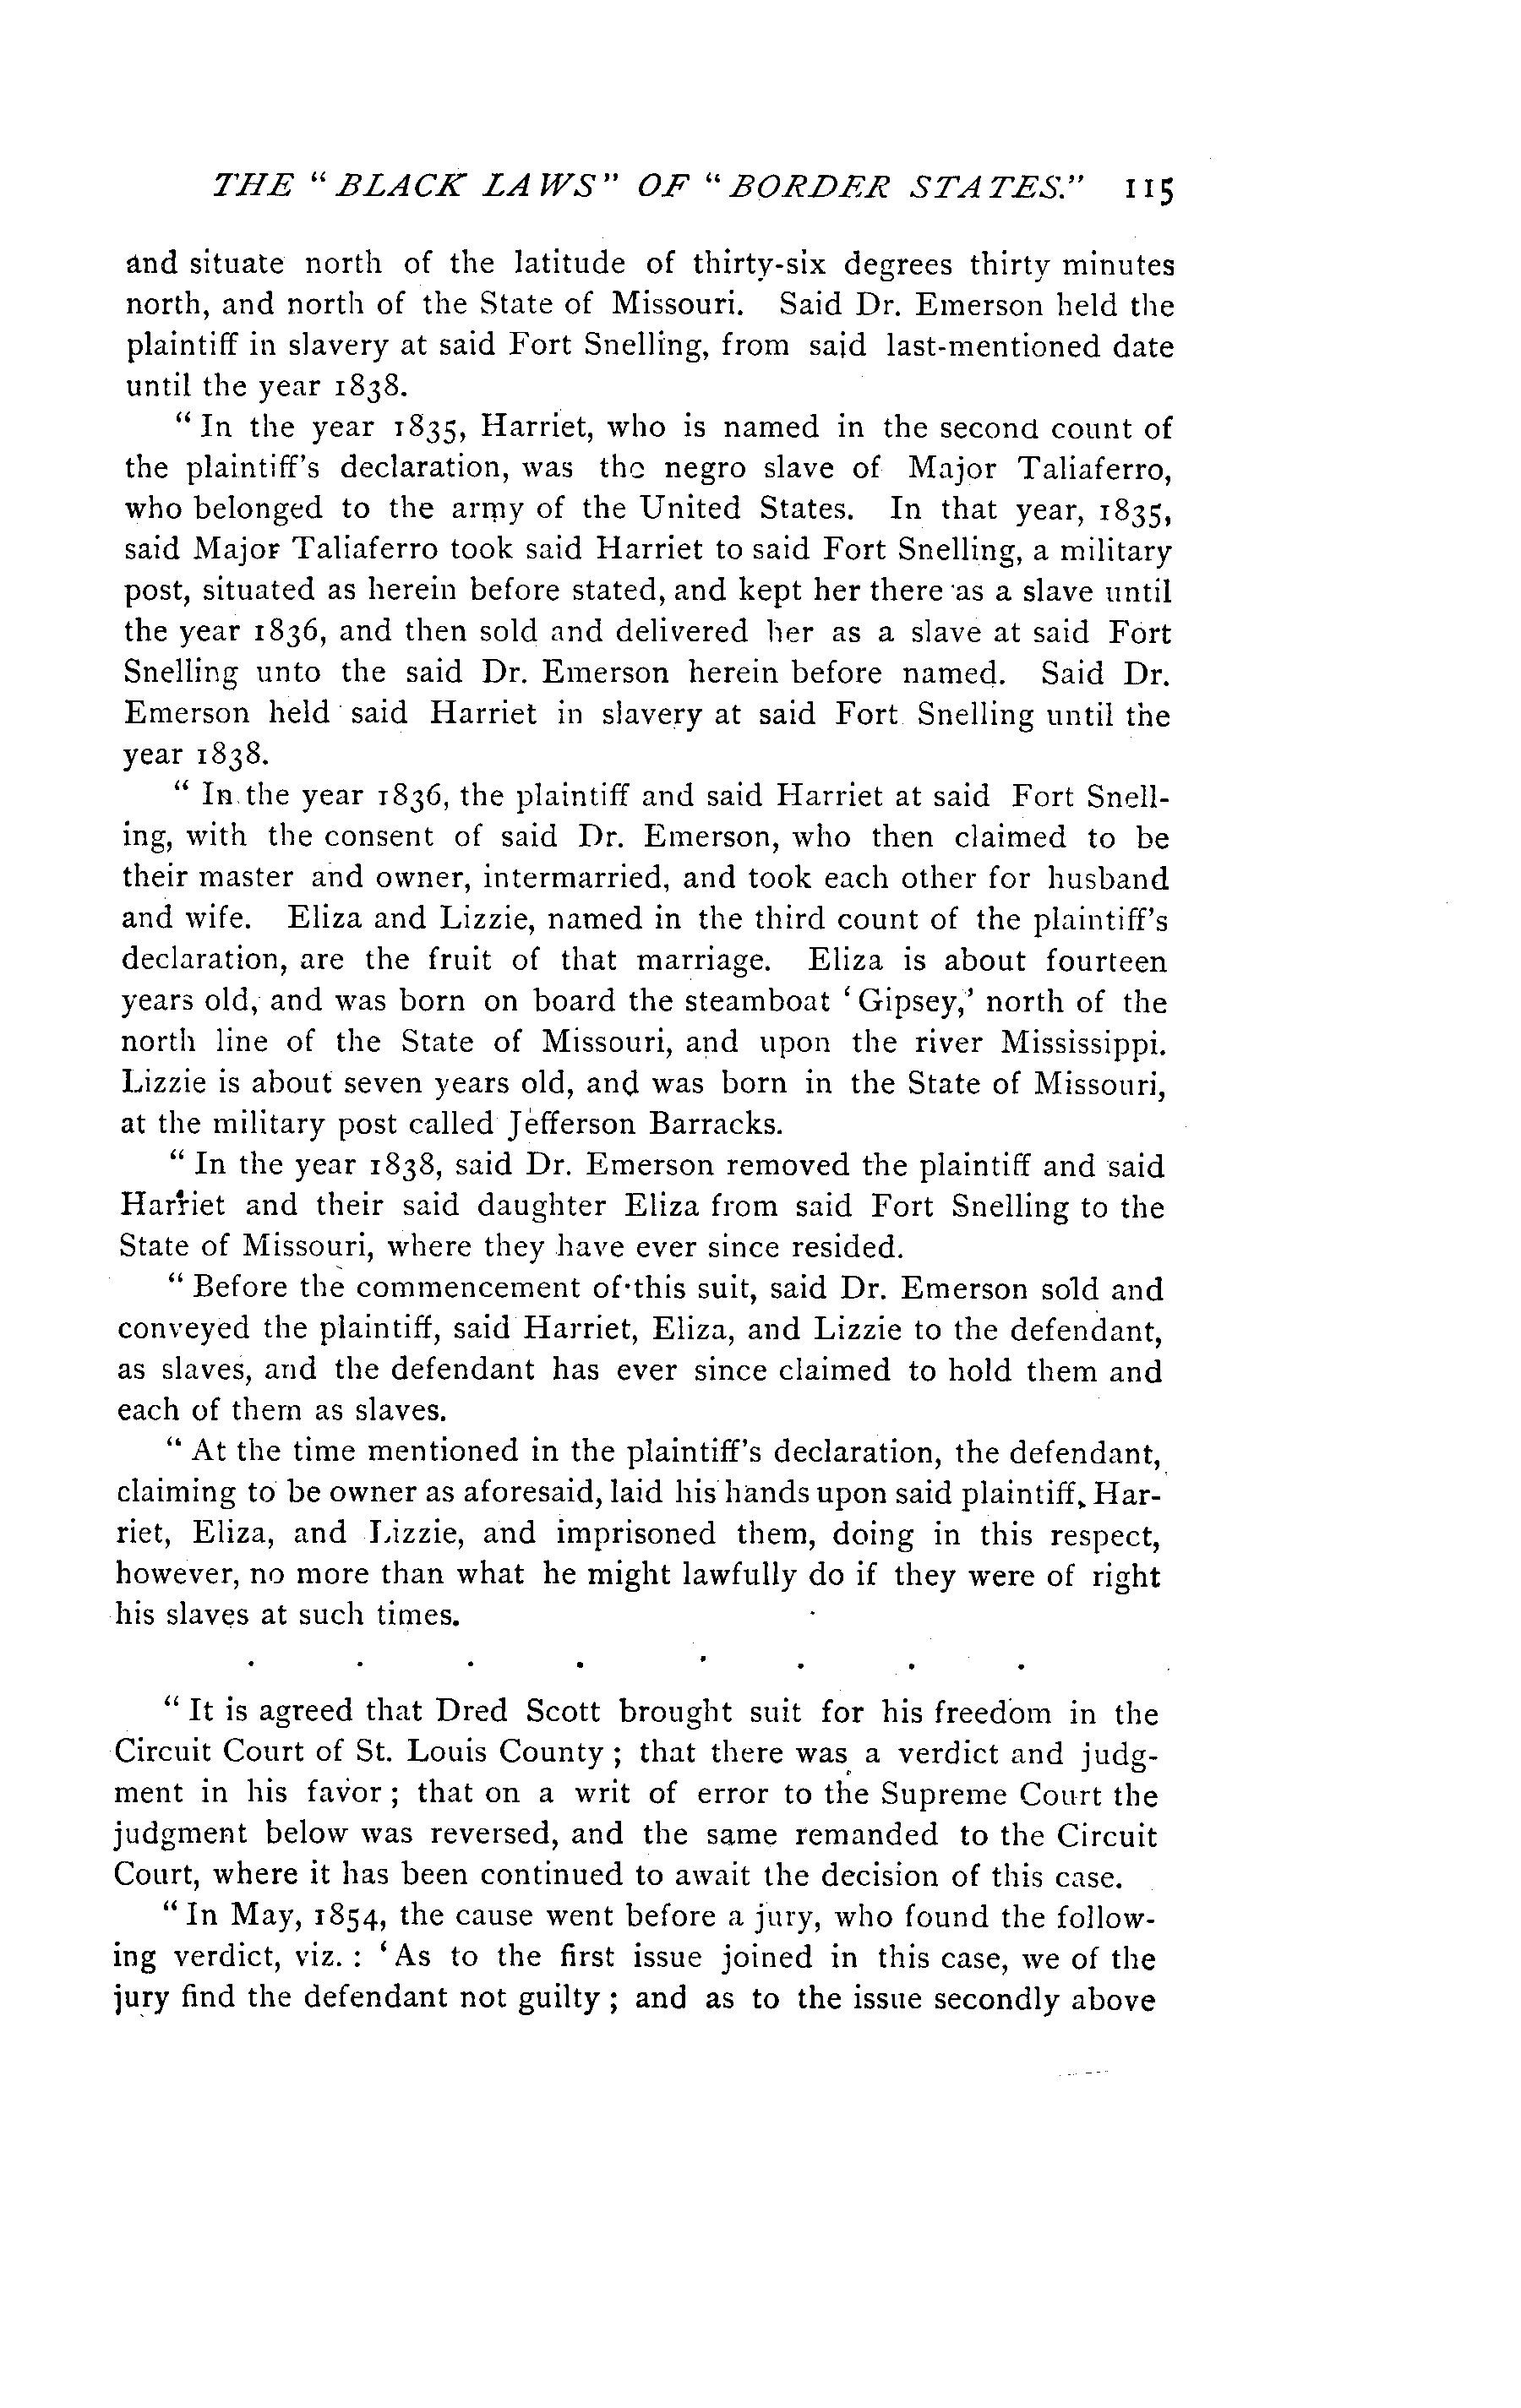 THE "BLACK LAWS" OF "BORDER STATES." 115
and situate north of the latitude of thirty-six degrees thirty minutes
north, and north of the State of Missouri. Said Dr. Emerson held the
plaintiff in slavery at said Fort Snelling, from said last-mentioned date
until the year 1838.
"In the year 1835, Harriet, who is named in the second count of
the plaintiff's declaration, was the negro slave of Major Taliaferro,
who belonged to the army of the United States. In that year, 1835,
said Major Taliaferro took said Harriet to said Fort Snelling, a military
post, situated as herein before stated, and kept her there as a slave until
the year 1836, and then sold and delivered her as a slave at said Fort
Snelling unto the said Dr. Emerson herein before named. Said Dr.
Emerson held said Harriet in slavery at said Fort Snelling until the
year 1838.
"In the year 1836, the plaintiff and said Harriet at said Fort Snell-
ing, with the consent of said Dr. Emerson, who then claimed to be
their master and owner, intermarried, and took each other for husband
and wife. Eliza and Lizzie, named in the third count of the plaintiff's
declaration, are the fruit of that marriage. Eliza is about fourteen
years old, and was born on board the steamboat 'Gipsey,' north of the
north line of the State of Missouri, and upon the river Mississippi.
Lizzie is about seven years old, and was born in the State of Missouri,
at the military post called Jefferson Barracks.
"In the year 1838, said Dr. Emerson removed the plaintiff and said
Harriet and their said daughter Eliza from said Fort Snelling to the
State of Missouri, where they have ever since resided.
"Before the commencement of this suit, said Dr. Emerson sold and
conveyed the plaintiff, said Harriet, Eliza, and Lizzie to the defendant,
as slaves, and the defendant has ever since claimed to hold them and
each of them as slaves.
"At the time mentioned in the plaintiff's declaration, the defendant,
claiming to be owner as aforesaid, laid his hands upon said plaintiff, Har-
riet, Eliza, and Lizzie, and imprisoned them, doing in this respect,
however, no more than what he might lawfully do if they were of right
his slaves at such times.
. . . . . . . .
"It is agreed that Dred Scott brought suit for his freedom in the
Circuit Court of St. Louis County; that there was a verdict and judg-
ment in his favor; that on a writ of error to the Supreme Court the
judgment below was reversed, and the same remanded to the Circuit
Court, where it has been continued to await the decision of this case.
"In May, 1854, the cause went before a jury, who found the follow-
ing verdict, viz.: 'As to the first issue joined in this case, we of the
jury find the defendant not guilty; and as to the issue secondly above